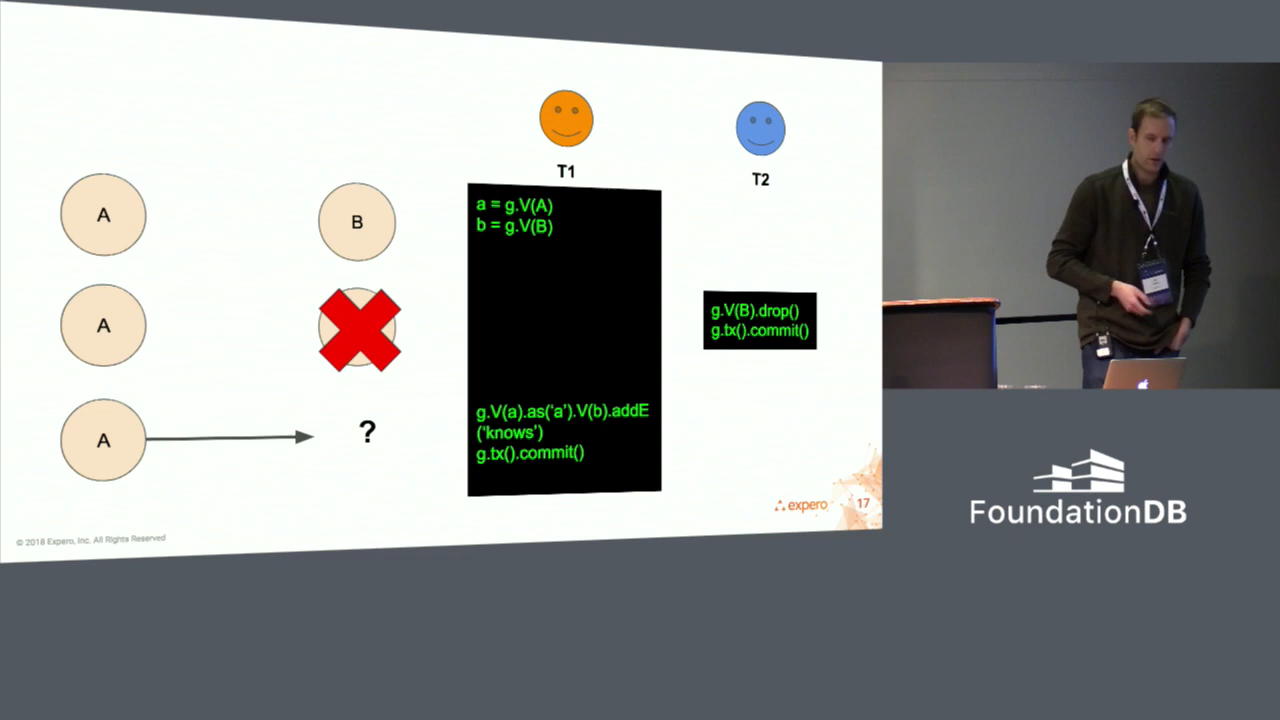 T1
T2
A
B
a = g.V(A)
b = g.V(B)
A
g.V(B).drop()
g.tx().commit()
A
?
g.V(a).as('a').V(b).addE
('knows')
g.tx().commit()
expero
17
© 2018 Expero, Inc. All Rights Reserved
FoundationDB